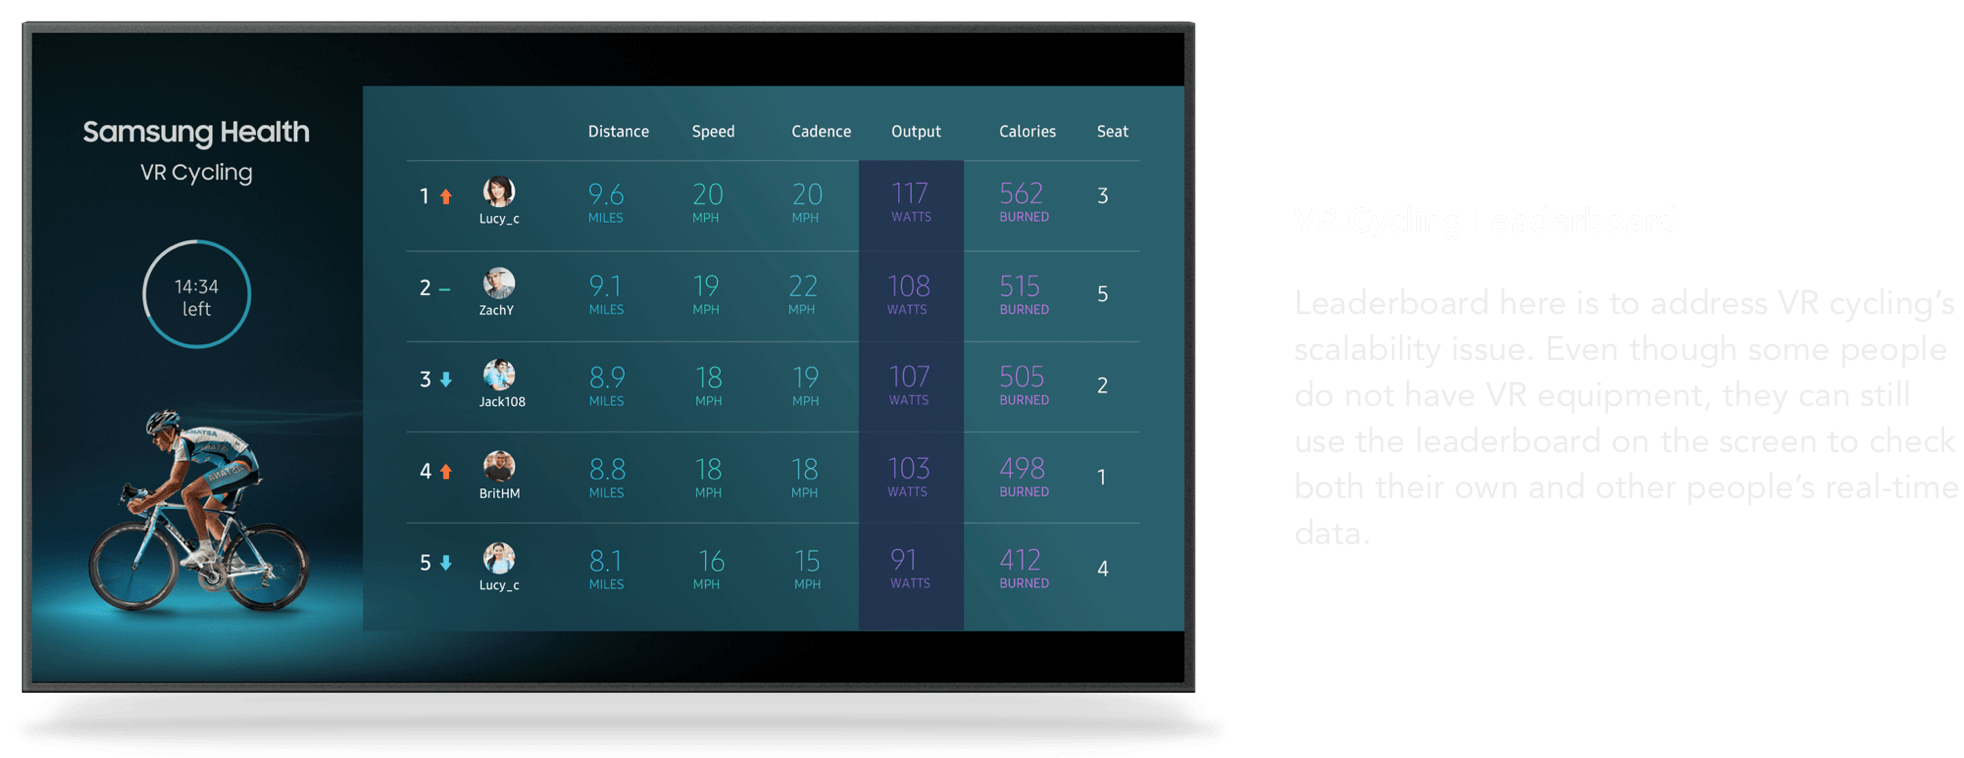 Samsung Health
VR Cycling
14:34
left
Distance Speed Cadence Output Calories Seat
1 Lucy_c 9.6 MILES 20 MPH 20 MPH 117 WATTS 562 BURNED 3
2 ZachY 9.1 MILES 19 MPH 22 MPH 108 WATTS 515 BURNED 5
3 Jack108 8.9 MILES 18 MPH 19 MPH 107 WATTS 505 BURNED 2
4 BritHM 8.8 MILES 18 MPH 18 MPH 103 WATTS 498 BURNED 1
5 Lucy_c 8.1 MILES 16 MPH 15 MPH 91 WATTS 412 BURNED 4
VR Cycling Leaderboard
Leaderboard here is to address VR cycling’s
scalability issue. Even though some people
do not have VR equipment, they can still
use the leaderboard on the screen to check
both their own and other people’s real-time
data.